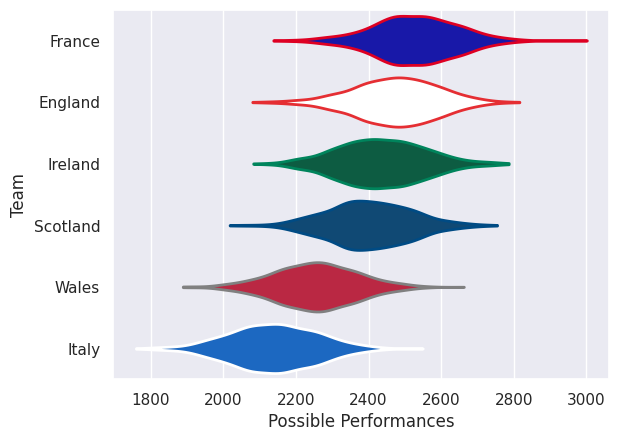 France
England
Ireland
Scotland
Wales
Italy
Team
1800 2000 2200 2400 2600 2800 3000
Possible Performances